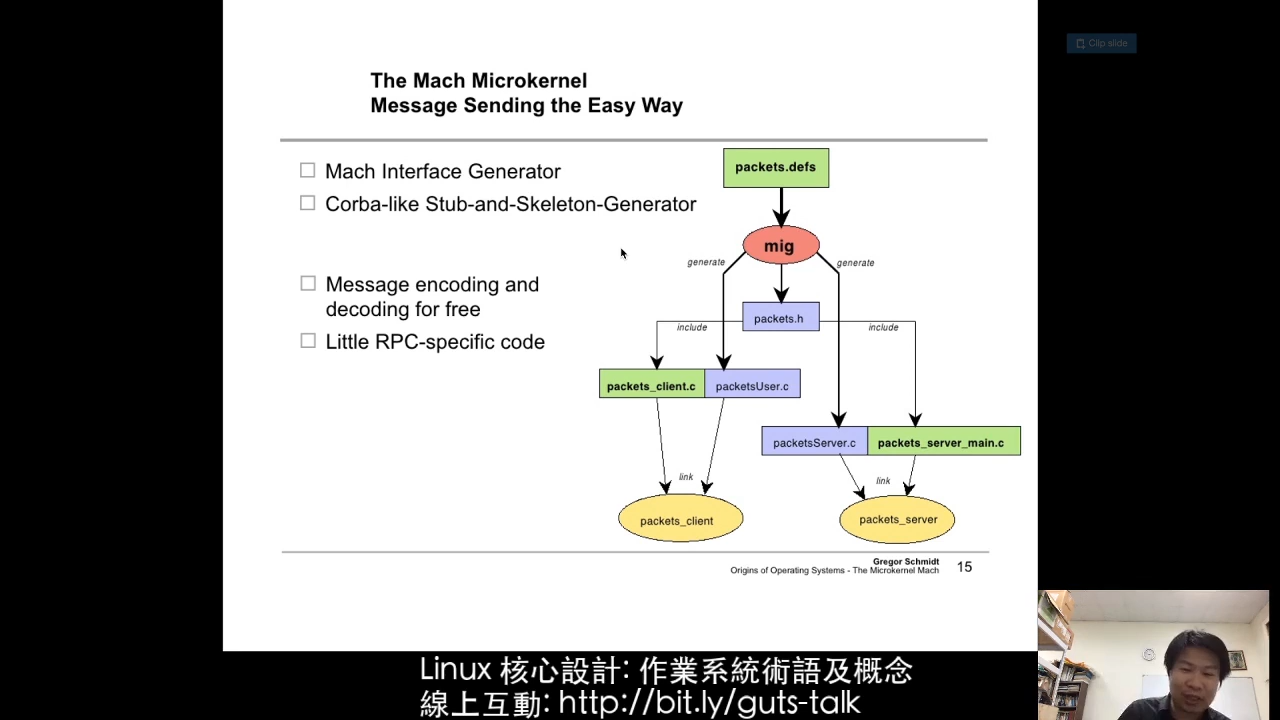 Clip slide
The Mach Microkernel
Message Sending the Easy Way
Mach Interface Generator
Corba-like Stub-and-Skeleton-Generator
Message encoding and
decoding for free
Little RPC-specific code
packets.defs
mig
generate
generate
packets.h
include
include
packets_client.c
packetsUser.c
packetsServer.c
packets_server_main.c
link
link
packets_client
packets_server
Gregor Schmidt
Origins of Operating Systems - The Microkernel Mach
15
Linux 核心設計: 作業系統術語及概念
線上互動: http://bit.ly/guts-talk